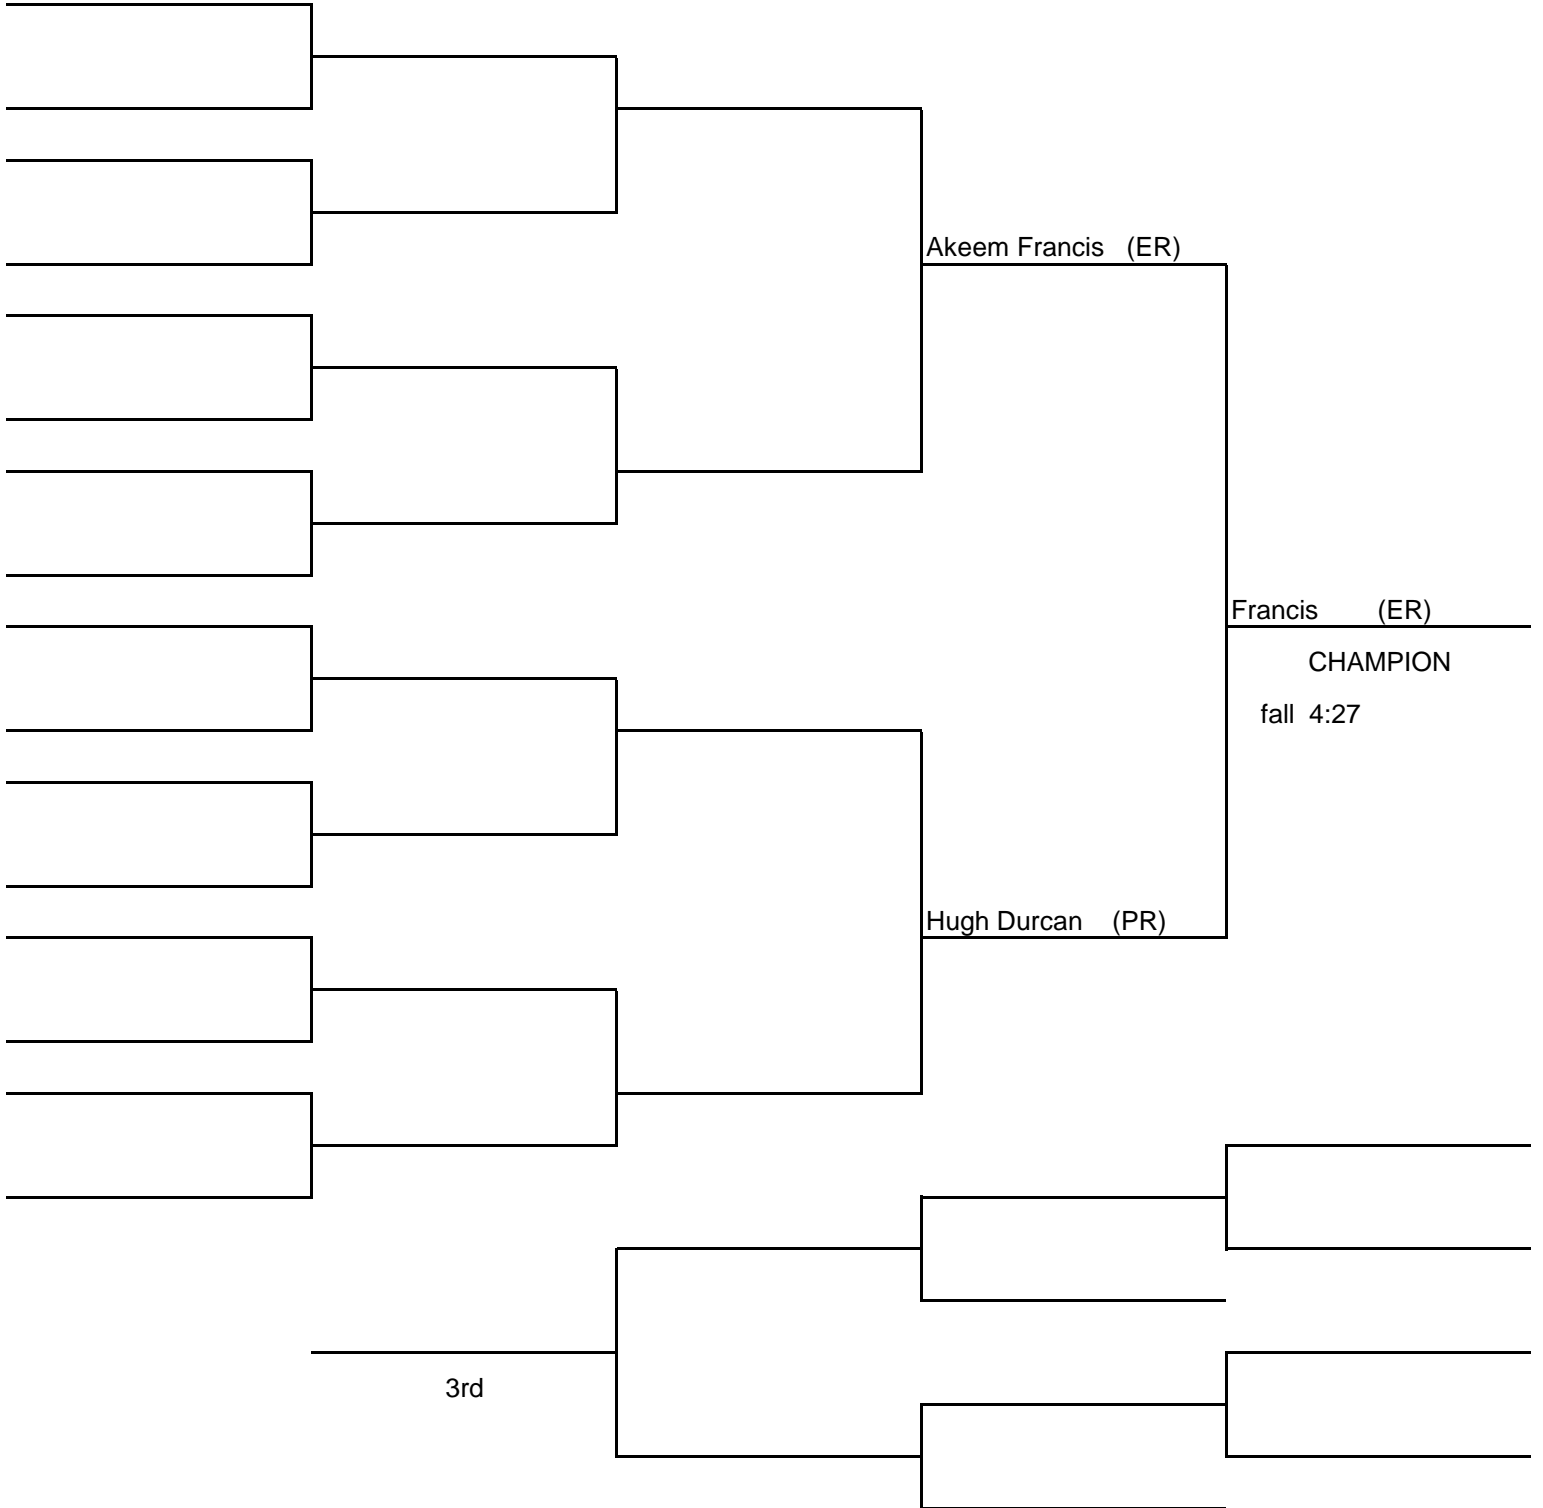 Akeem Francis (ER)
Francis (ER)
CHAMPION
fall 4:27
Hugh Durcan (PR)
3rd